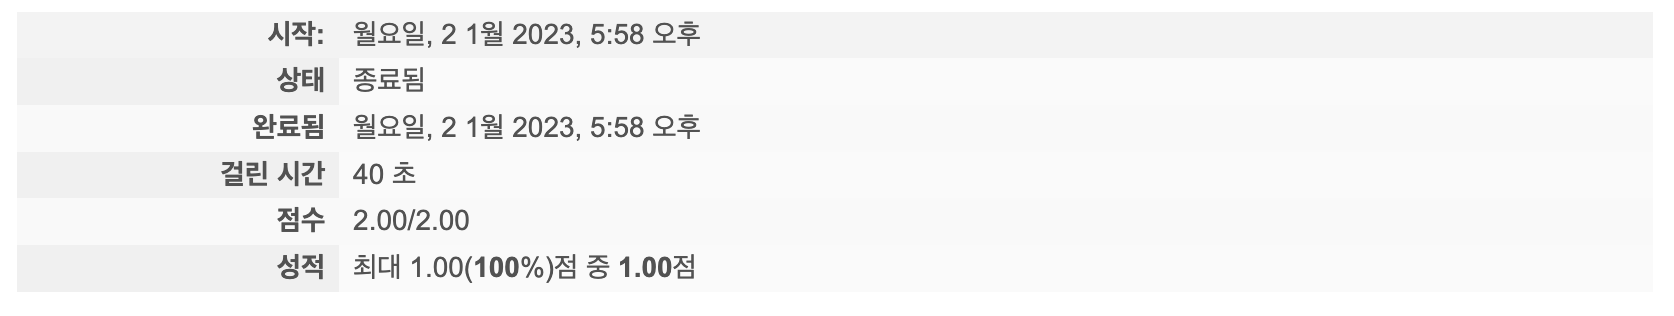 시작: 월요일, 2 1월 2023, 5:58 오후
상태 종료됨
완료됨 월요일, 2 1월 2023, 5:58 오후
걸린 시간 40 초
점수 2.00/2.00
성적 최대 1.00(100%)점 중 1.00점